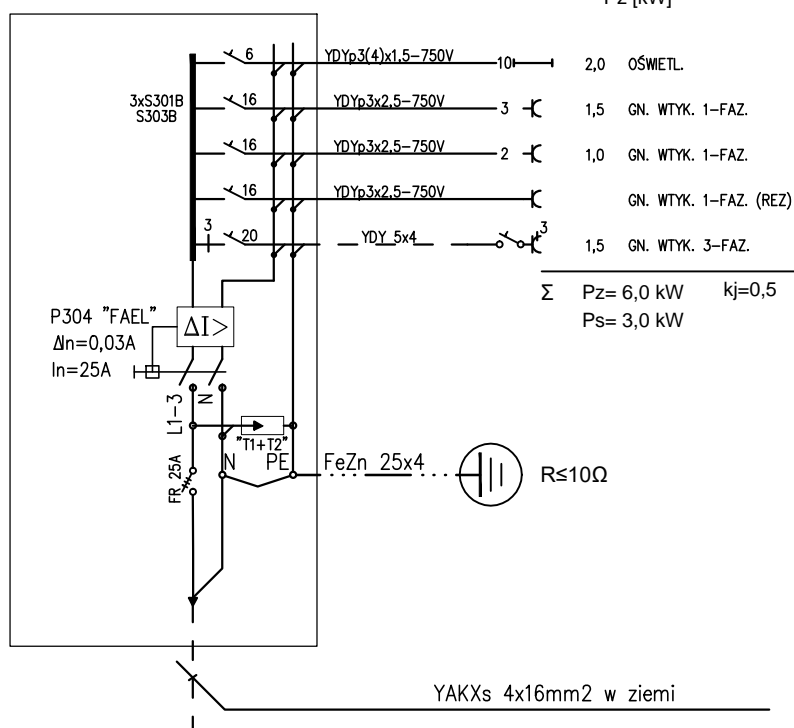 Pz [kW]
6 YDYp3(4)x1,5-750V 10 2,0 OŚWIETL.
3xS301B
S303B
16 YDYp3x2,5-750V 3 1,5 GN. WTYK. 1-FAZ.
16 YDYp3x2,5-750V 2 1,0 GN. WTYK. 1-FAZ.
16 YDYp3x2,5-750V GN. WTYK. 1-FAZ. (REZ)
3 20 YDY 5x4 3 1,5 GN. WTYK. 3-FAZ.
Σ Pz= 6,0 kW kj=0,5
Ps= 3,0 kW
P304 "FAEL"
ΔIn=0,03A
In=25A
ΔI>
L1-3 N
"T1+T2"
FR 25A
N PE FeZn 25x4 R≤10Ω
YAKXs 4x16mm2 w ziemi